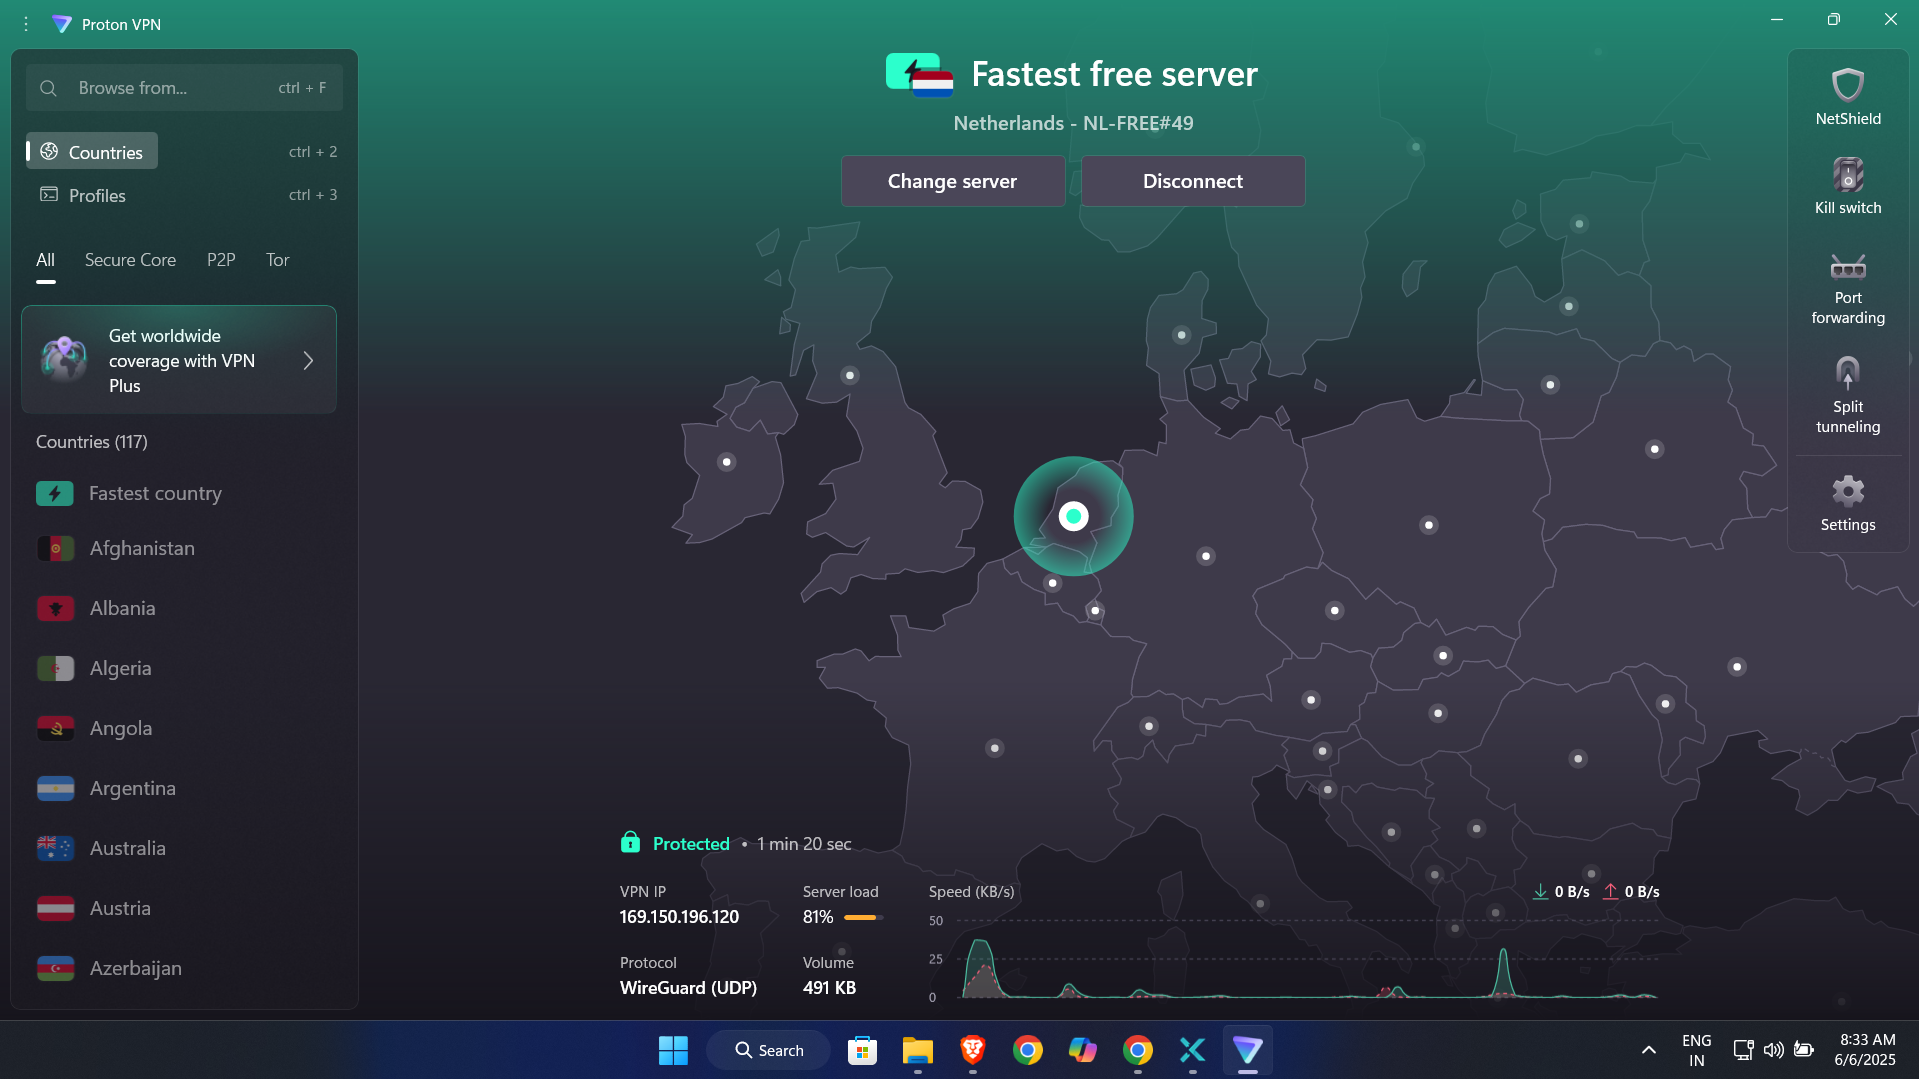 Proton VPN
Browse from...
ctrl + F
Countries
ctrl + 2
Profiles
ctrl + 3
All
Secure Core
P2P
Tor
Get worldwide
coverage with VPN
Plus
Countries (117)
Fastest country
Afghanistan
Albania
Algeria
Angola
Argentina
Australia
Austria
Azerbaijan
Fastest free server
Netherlands - NL-FREE#49
Change server
Disconnect
Protected • 1 min 20 sec
VPN IP
169.150.196.120
Server load
81%
Protocol
WireGuard (UDP)
Volume
491 KB
Speed (KB/s)
0 B/s
0 B/s
50
25
0
NetShield
Kill switch
Port
forwarding
Split
tunneling
Settings
Search
ENG
IN
8:33 AM
6/6/2025